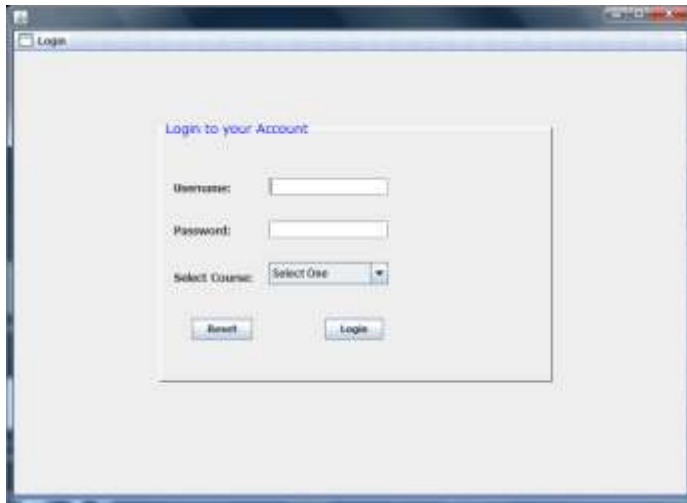 Login
Login to your Account
Username:
Password:
Select Course: Select One
Reset Login